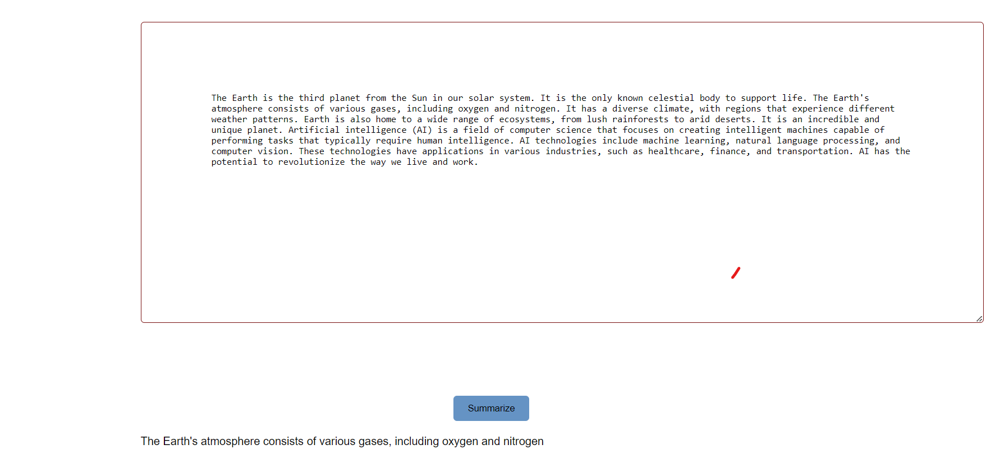 The Earth is the third planet from the Sun in our solar system. It is the only known celestial body to support life. The Earth's
atmosphere consists of various gases, including oxygen and nitrogen. It has a diverse climate, with regions that experience different
weather patterns. Earth is also home to a wide range of ecosystems, from lush rainforests to arid deserts. It is an incredible and
unique planet. Artificial intelligence (AI) is a field of computer science that focuses on creating intelligent machines capable of
performing tasks that typically require human intelligence. AI technologies include machine learning, natural language processing, and
computer vision. These technologies have applications in various industries, such as healthcare, finance, and transportation. AI has the
potential to revolutionize the way we live and work.
Summarize
The Earth's atmosphere consists of various gases, including oxygen and nitrogen